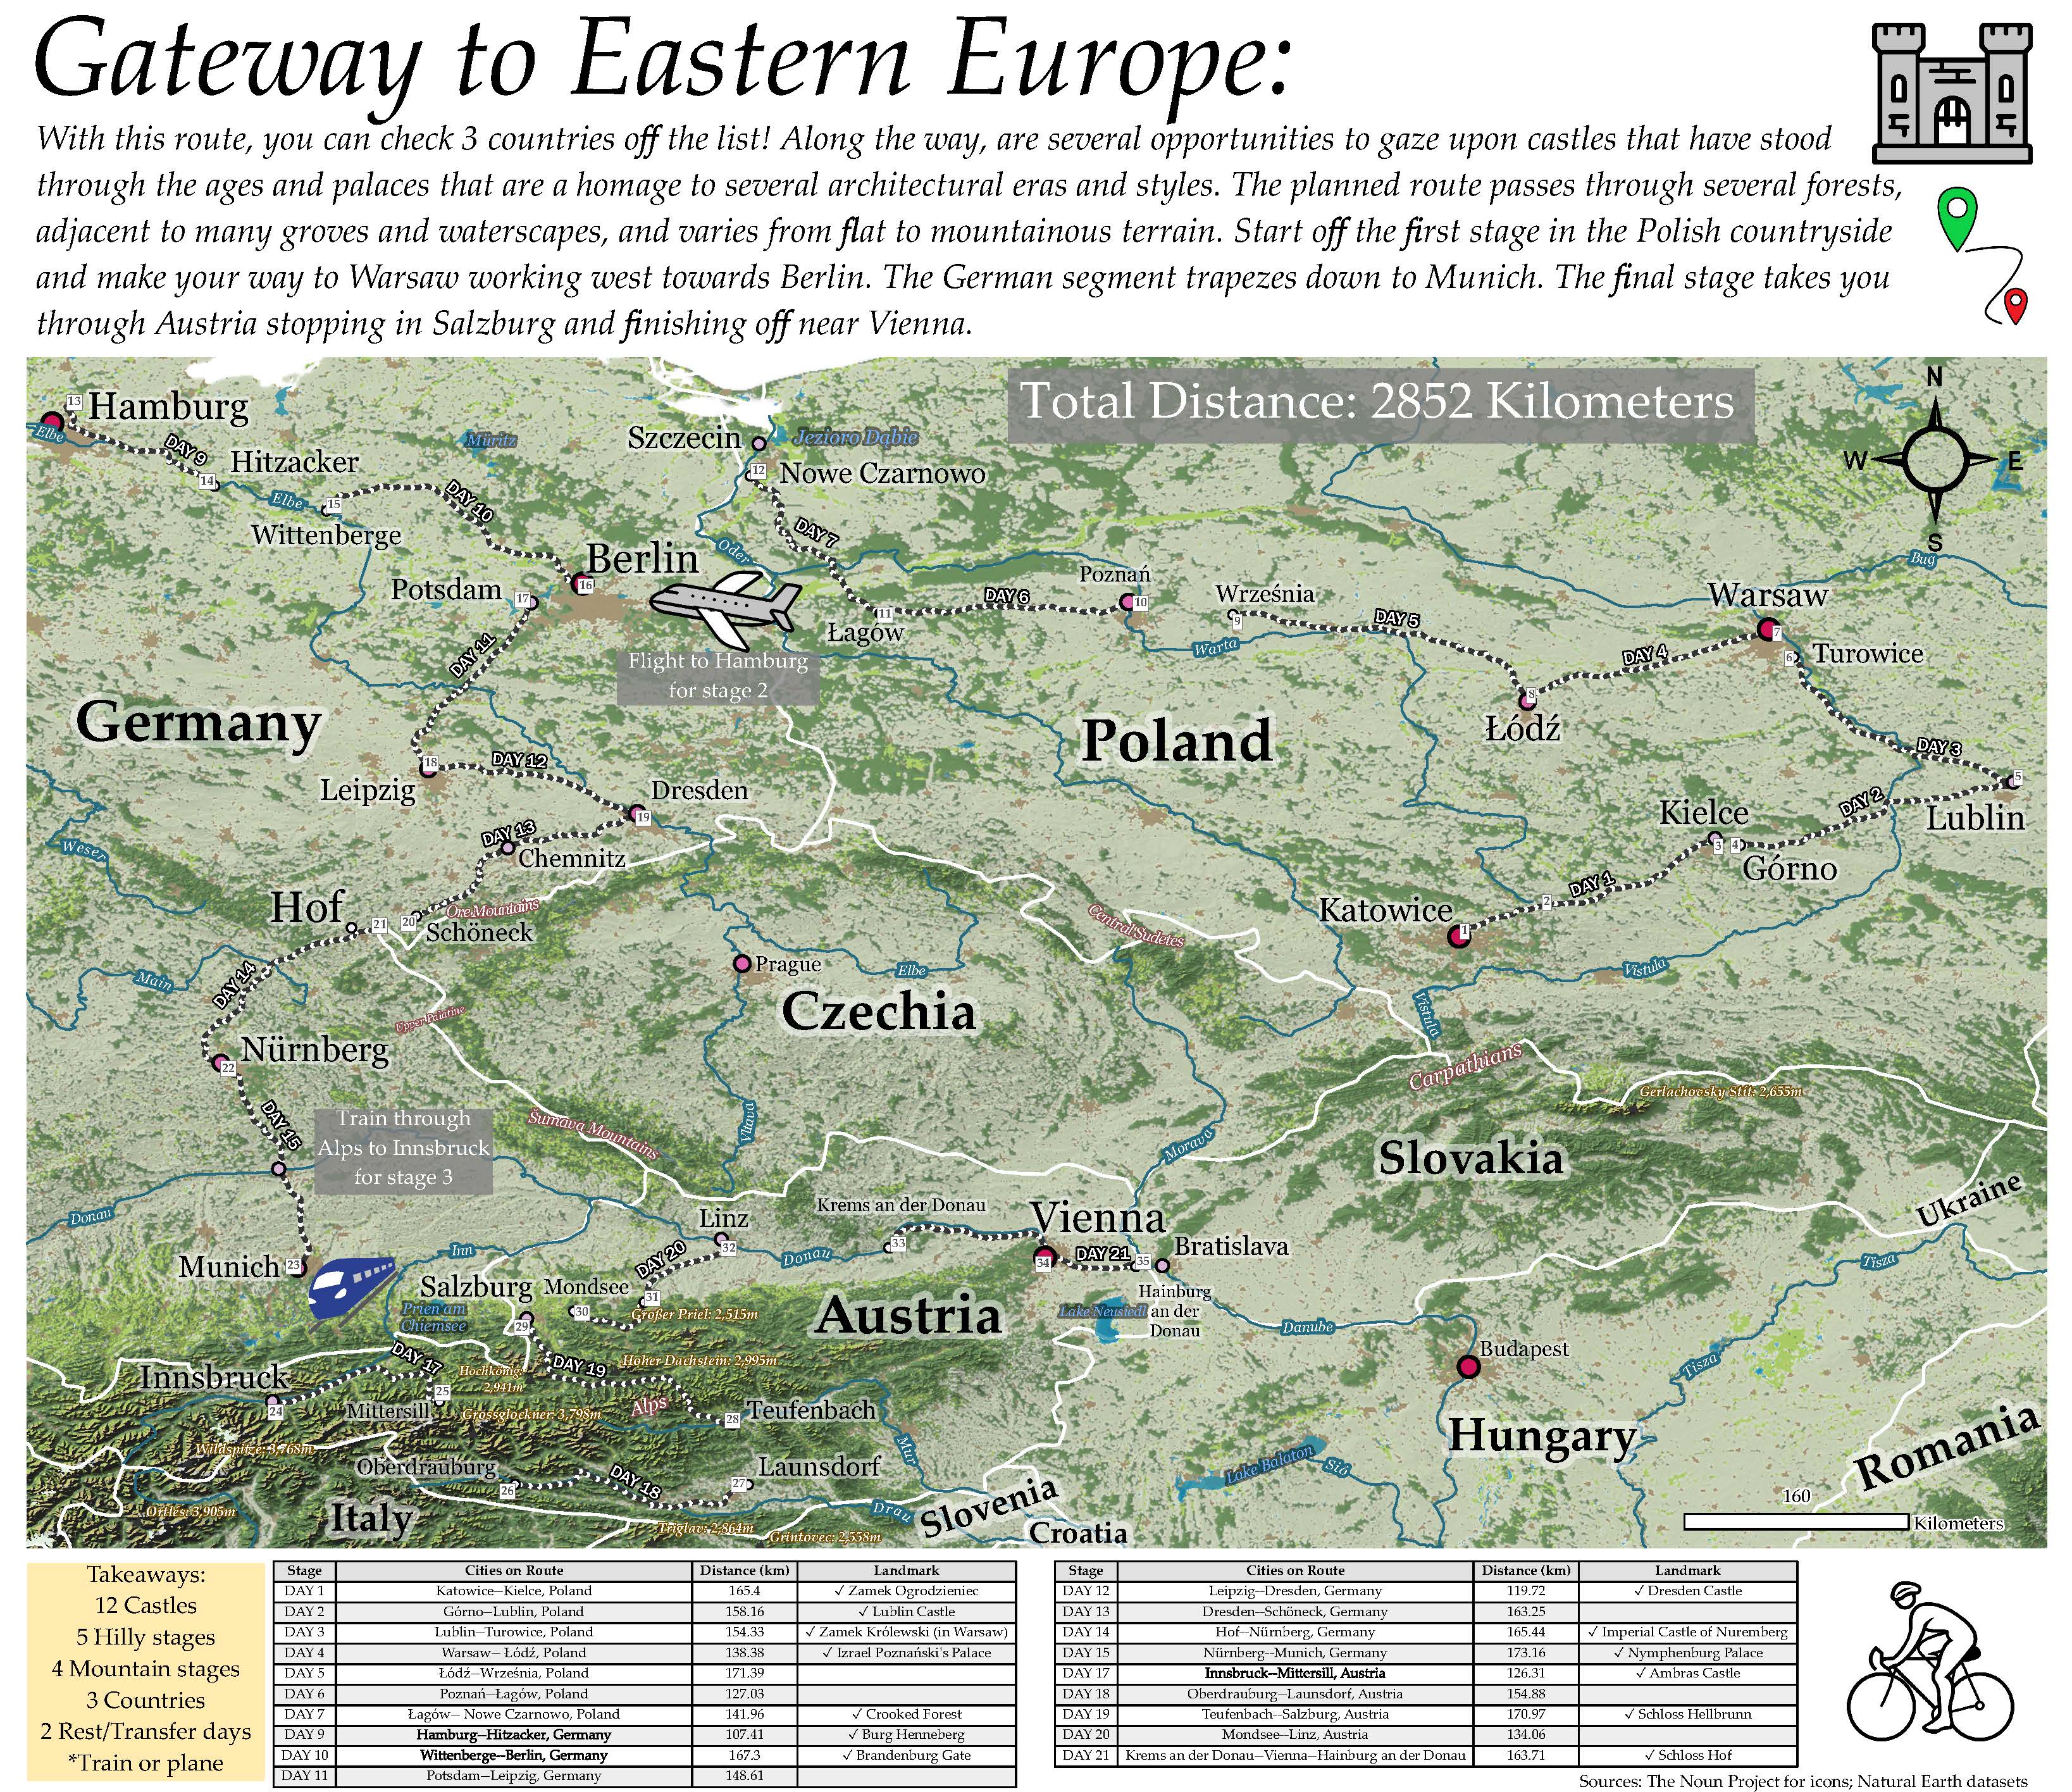 Gateway to Eastern Europe:
With this route, you can check 3 countries off the list! Along the way, are several opportunities to gaze upon castles that have stood
through the ages and palaces that are a homage to several architectural eras and styles. The planned route passes through several forests,
adjacent to many groves and waterscapes, and varies from flat to mountainous terrain. Start off the first stage in the Polish countryside
and make your way to Warsaw working west towards Berlin. The German segment trapezes down to Munich. The final stage takes you
through Austria stopping in Salzburg and finishing off near Vienna.
Total Distance: 2852 Kilometers
N
W
E
S
13
Hamburg
Elbe
DAY 9
14
Hitzacker
Elbe
15
Wittenberge
Müritz
DAY 10
Szczecin
Jezioro Dąbie
12
Nowe Czarnowo
DAY 7
Oder
Berlin
16
Potsdam
17
Flight to Hamburg
for stage 2
11
Łagów
DAY 6
Poznań
10
Września
9
Warta
DAY 5
Bug
Warsaw
7
6
Turowice
DAY 4
8
Łódź
DAY 3
5
Lublin
DAY 2
Kielce
3
4
Górno
DAY 1
2
Katowice
1
Vistula
Vistula
Germany
Poland
DAY 11
18
Leipzig
DAY 12
Dresden
19
DAY 13
Chemnitz
Weser
Hof
21
20
Ore Mountains
Schöneck
Central Sudetes
Main
DAY 14
Upper Palatine
Prague
Elbe
Czechia
Nürnberg
22
DAY 15
Train through
Alps to Innsbruck
for stage 3
Šumava Mountains
Vltava
Morava
Carpathians
Gerlachovsky Stit: 2,655m
Slovakia
Ukraine
Donau
Munich
23
Inn
Linz
32
DAY 20
Krems an der Donau
33
Donau
Vienna
34
DAY 21
35
Bratislava
Hainburg
an der
Donau
Lake Neusiedl
Tisza
Salzburg
29
Mondsee
30
31
Prien am
Chiemsee
Großer Priel: 2,515m
Austria
Danube
Budapest
Tisza
Innsbruck
24
DAY 17
25
Mittersill
Hochkönig:
2,941m
DAY 19
Hoher Dachstein: 2,995m
Grossglockner: 3,798m
Alps
28
Teufenbach
Wildspitze: 3,768m
Oberdrauburg
26
DAY 18
27
Launsdorf
Mur
Drau
Ortles: 3,905m
Italy
Triglav: 2,864m
Grintovec: 2,558m
Slovenia
Croatia
Lake Balaton
Sió
Hungary
Romania
160
Kilometers
Takeaways:
12 Castles
5 Hilly stages
4 Mountain stages
3 Countries
2 Rest/Transfer days
*Train or plane
Stage Cities on Route Distance (km) Landmark
DAY 1 Katowice–Kielce, Poland 165.4 ✓ Zamek Ogrodzieniec
DAY 2 Górno–Lublin, Poland 158.16 ✓ Lublin Castle
DAY 3 Lublin–Turowice, Poland 154.33 ✓ Zamek Królewski (in Warsaw)
DAY 4 Warsaw– Łódź, Poland 138.38 ✓ Izrael Poznański's Palace
DAY 5 Łódź–Września, Poland 171.39
DAY 6 Poznań–Łagów, Poland 127.03
DAY 7 Łagów– Nowe Czarnowo, Poland 141.96 ✓ Crooked Forest
DAY 9 Hamburg--Hitzacker, Germany 107.41 ✓ Burg Henneberg
DAY 10 Wittenberge--Berlin, Germany 167.3 ✓ Brandenburg Gate
DAY 11 Potsdam–Leipzig, Germany 148.61
Stage Cities on Route Distance (km) Landmark
DAY 12 Leipzig--Dresden, Germany 119.72 ✓ Dresden Castle
DAY 13 Dresden--Schöneck, Germany 163.25
DAY 14 Hof--Nürnberg, Germany 165.44 ✓ Imperial Castle of Nuremberg
DAY 15 Nürnberg--Munich, Germany 173.16 ✓ Nymphenburg Palace
DAY 17 Innsbruck--Mittersill, Austria 126.31 ✓ Ambras Castle
DAY 18 Oberdrauburg--Launsdorf, Austria 154.88
DAY 19 Teufenbach--Salzburg, Austria 170.97 ✓ Schloss Hellbrunn
DAY 20 Mondsee--Linz, Austria 134.06
DAY 21 Krems an der Donau–Vienna–Hainburg an der Donau 163.71 ✓ Schloss Hof
Sources: The Noun Project for icons; Natural Earth datasets